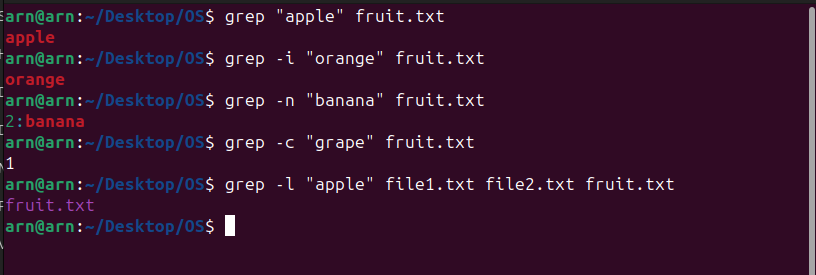 arn@arn:~/Desktop/OS$ grep "apple" fruit.txt
apple
arn@arn:~/Desktop/OS$ grep -i "orange" fruit.txt
orange
arn@arn:~/Desktop/OS$ grep -n "banana" fruit.txt
2:banana
arn@arn:~/Desktop/OS$ grep -c "grape" fruit.txt
1
arn@arn:~/Desktop/OS$ grep -l "apple" file1.txt file2.txt fruit.txt
fruit.txt
arn@arn:~/Desktop/OS$